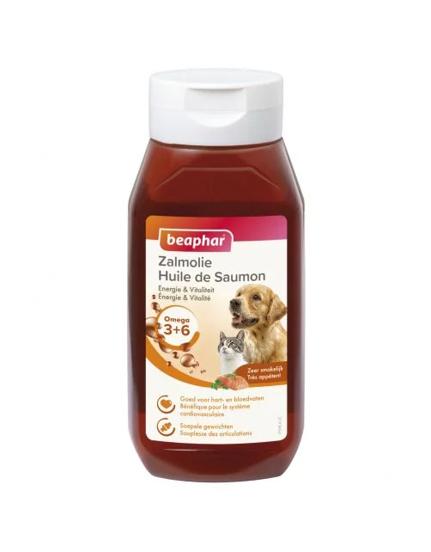 beaphar
Zalmolie
Huile de Saumon
Energie & Vitaliteit
Énergie & Vitalité
Omega
3+6
Zeer smakelijk
Très appétent
Goed voor hart- en bloedvaten
Bénéfique pour le système
cardiovasculaire
Soepele gewrichten
Souplesse des articulations